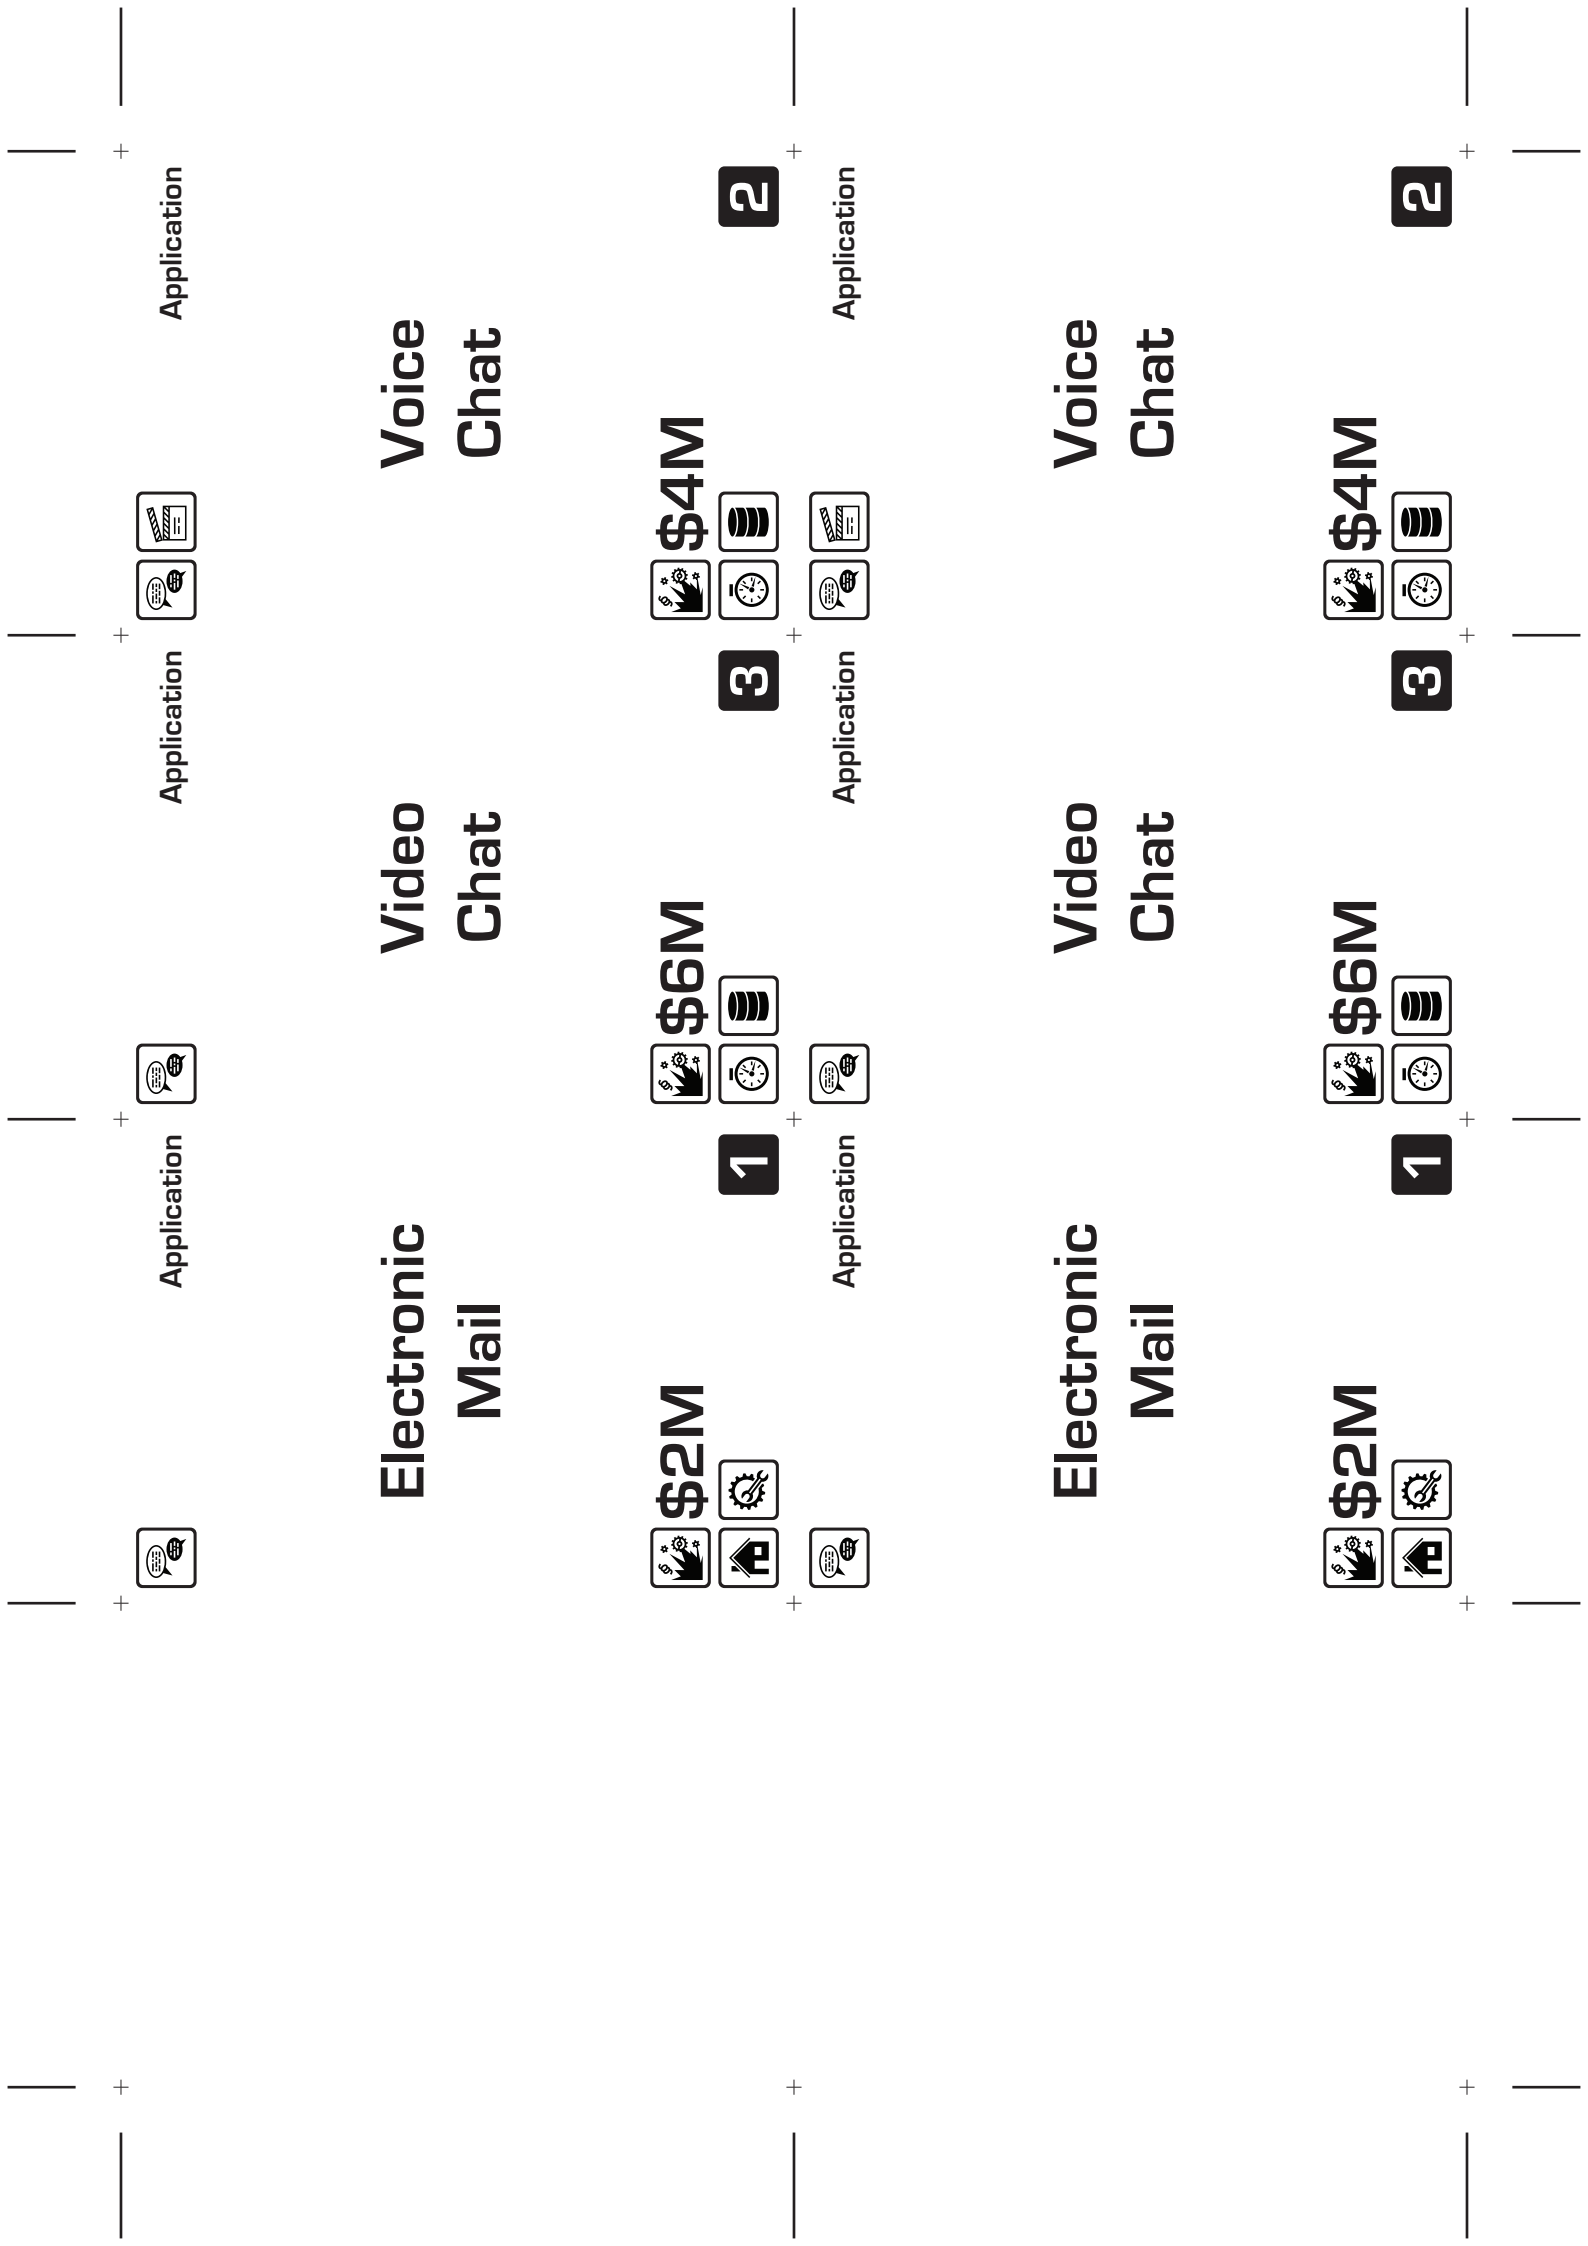 Application
Electronic
Mail
$2M
1
Application
Video
Chat
$6M
3
Application
Voice
Chat
$4M
2
Application
Electronic
Mail
$2M
1
Application
Video
Chat
$6M
3
Application
Voice
Chat
$4M
2